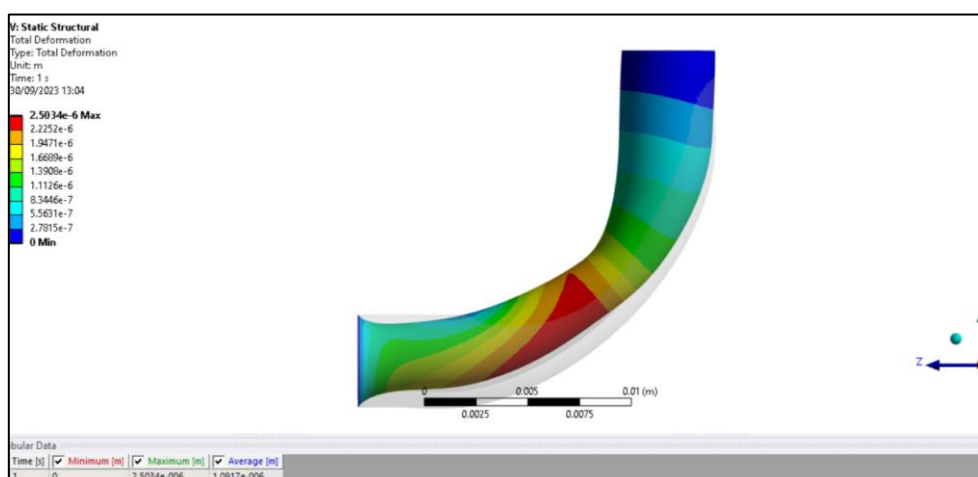 V: Static Structural
Total Deformation
Type: Total Deformation
Unit: m
Time: 1 s
30/09/2023 13:04
2.5034e-6 Max
2.2252e-6
1.9471e-6
1.6689e-6
1.3908e-6
1.1126e-6
8.3446e-7
5.5631e-7
2.7815e-7
0 Min
0 0.005 0.01 (m)
0.0025 0.0075
Z
bular Data
Time [s] Minimum [m] Maximum [m] Average [m]
1 0. 2.5034e-006 1.0917e-006